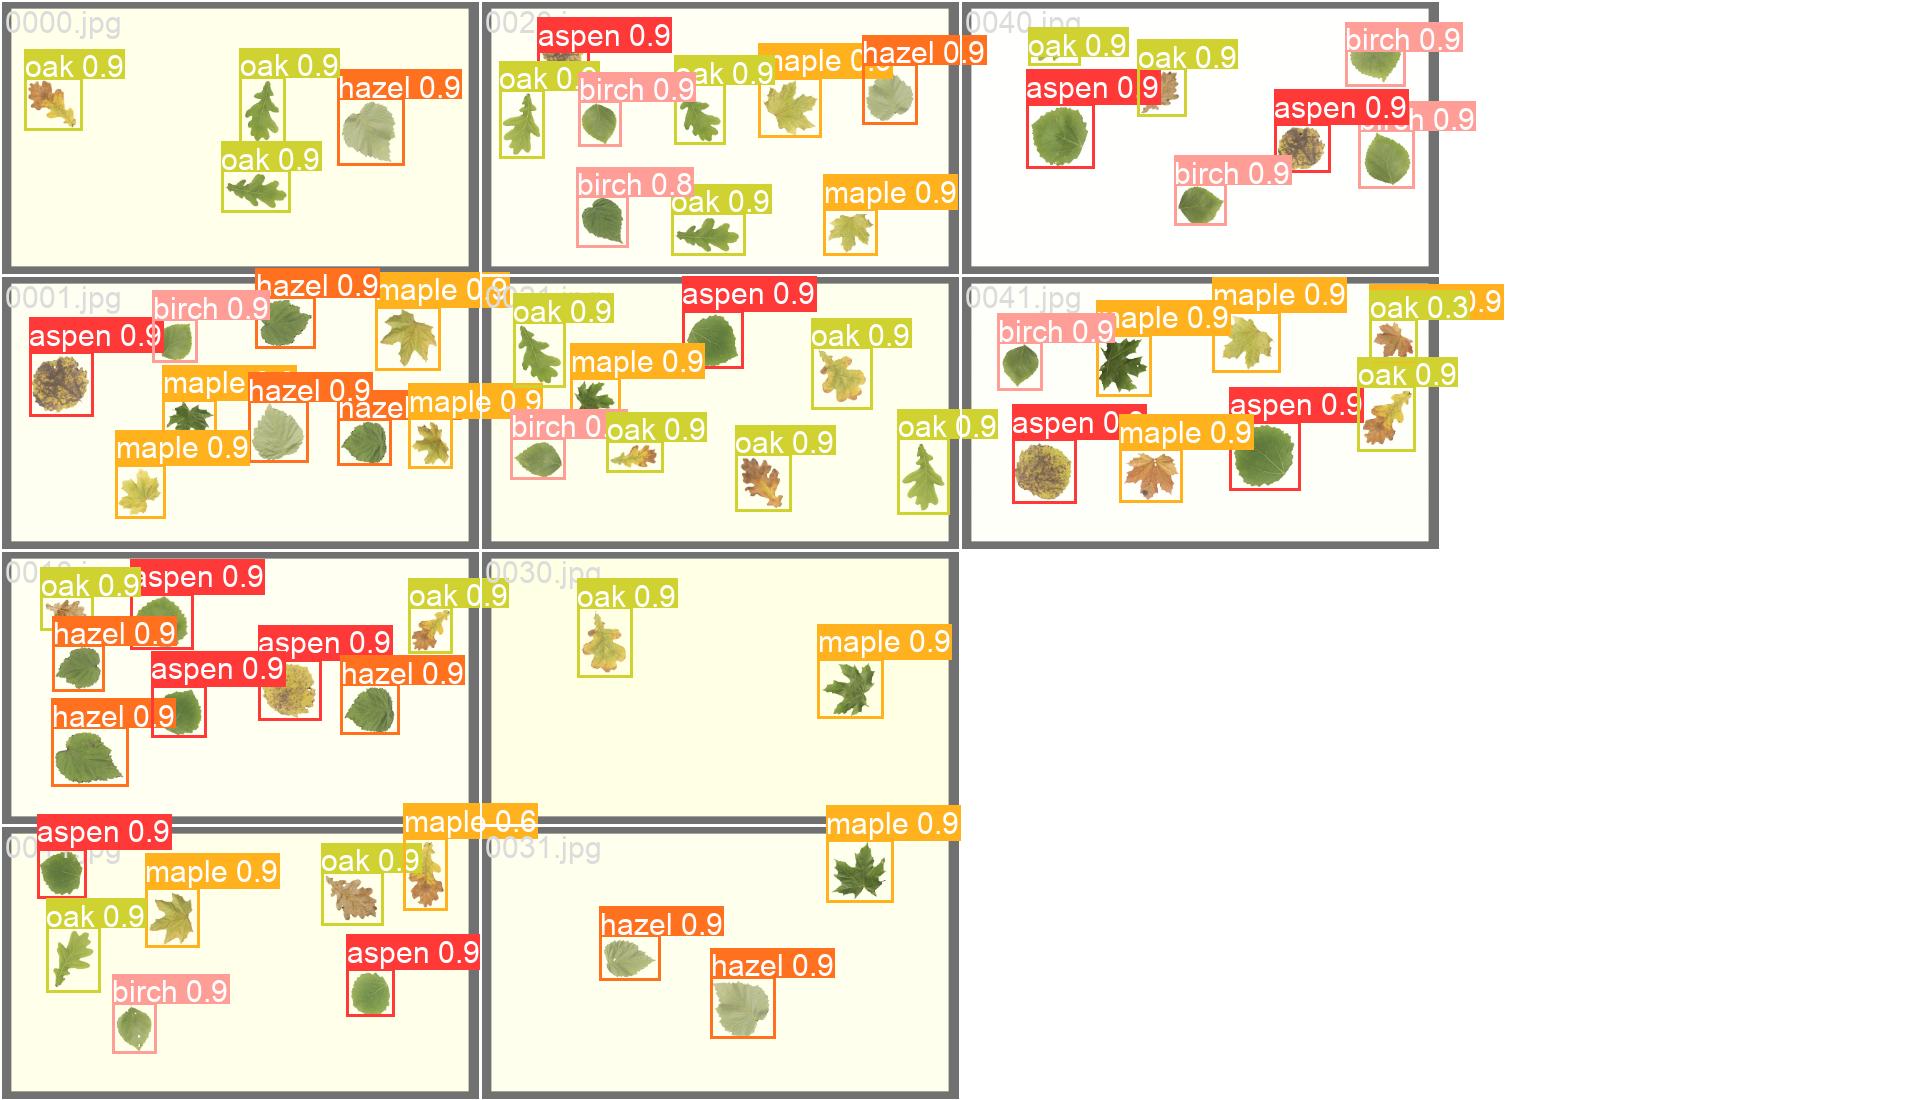 0000.jpg
oak 0.9
oak 0.9
hazel 0.9
oak 0.9
aspen 0.9
oak 0.9
birch 0.9
oak 0.9
maple 0.9
hazel 0.9
birch 0.8
oak 0.9
maple 0.9
0040.jpg
oak 0.9
oak 0.9
birch 0.9
aspen 0.9
aspen 0.9
birch 0.9
birch 0.9
0001.jpg
aspen 0.9
birch 0.9
hazel 0.9
maple 0.9
maple
hazel 0.9
hazel
maple 0.9
maple 0.9
oak 0.9
aspen 0.9
oak 0.9
maple 0.9
birch 0.
oak 0.9
oak 0.9
oak 0.9
0041.jpg
birch 0.9
maple 0.9
maple 0.9
oak 0.3
0.9
oak 0.9
aspen 0.9
maple 0.9
aspen 0.9
oak 0.9
aspen 0.9
oak 0.9
hazel 0.9
aspen 0.9
aspen 0.9
hazel 0.9
hazel 0.9
0030.jpg
oak 0.9
maple 0.9
aspen 0.9
maple 0.9
oak 0.9
maple 0.6
oak 0.9
aspen 0.9
birch 0.9
0031.jpg
maple 0.9
hazel 0.9
hazel 0.9